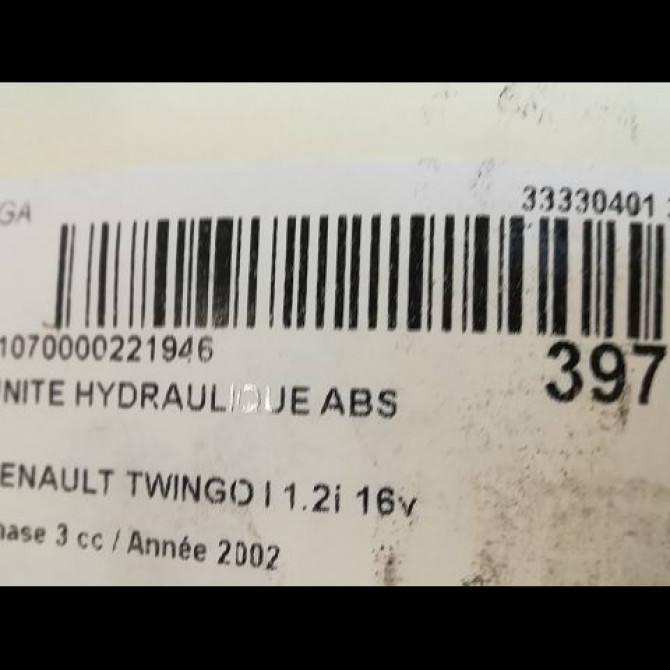 GA
33330401
1070000221946
397
NITE HYDRAULIQUE ABS
ENAULT TWINGO I 1.2i 16v
hase 3 cc / Année 2002